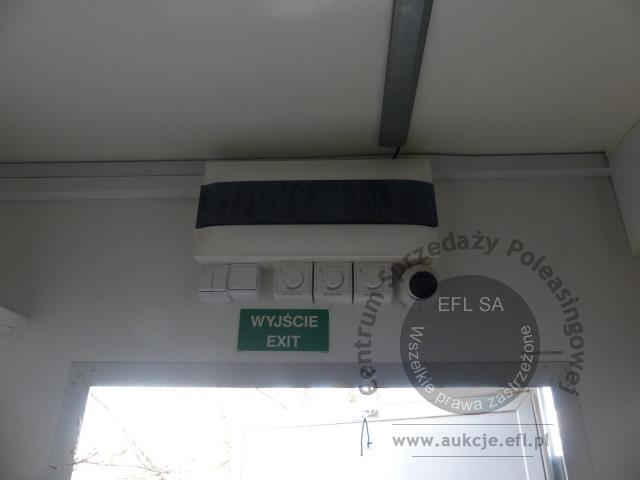 WYJŚCIE
EXIT
Centrum Sprzedaży Poleasingowej
EFL SA
Wszelkie prawa zastrzeżone
www.aukcje.efl.pl